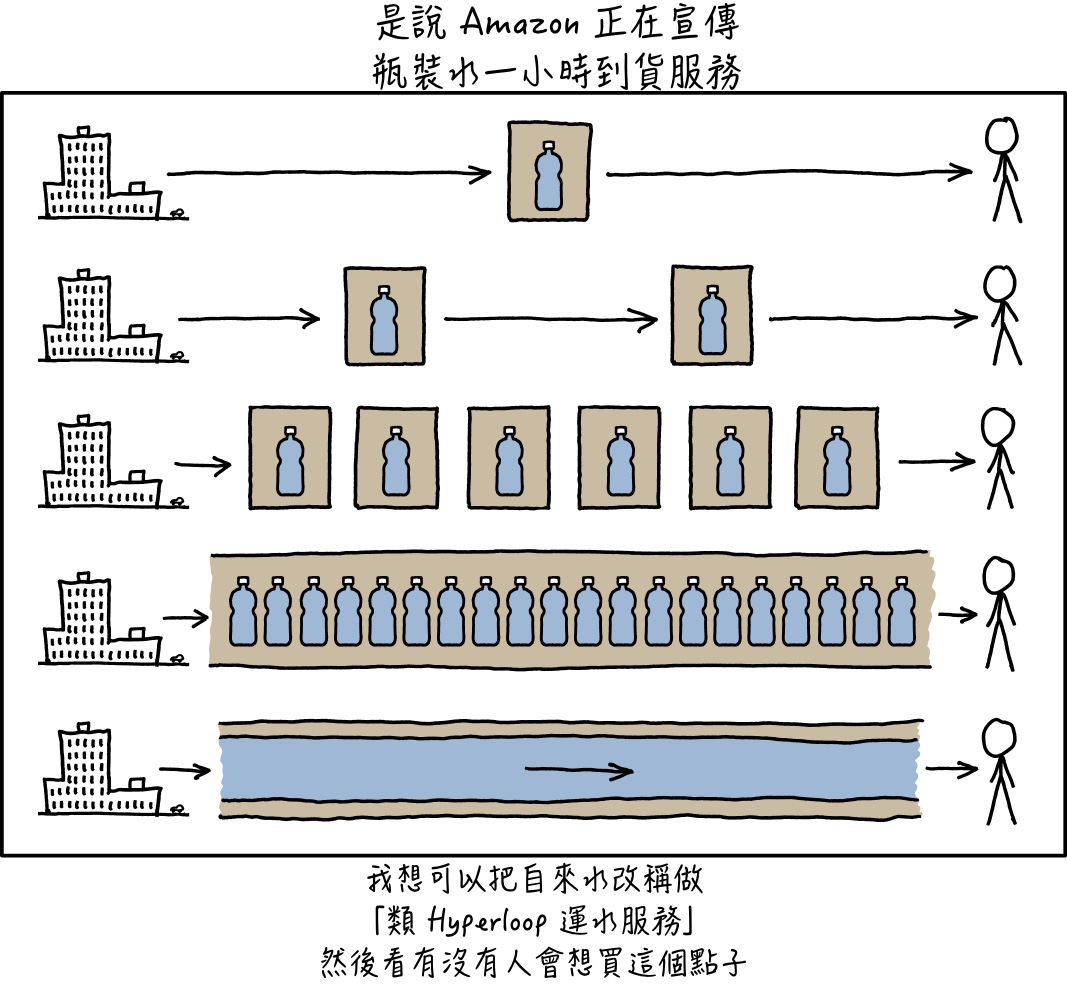 是說 Amazon 正在宣傳
瓶裝水一小時到貨服務
我想可以把自來水改稱做
「類 Hyperloop 運水服務」
然後看有沒有人會想買這個點子